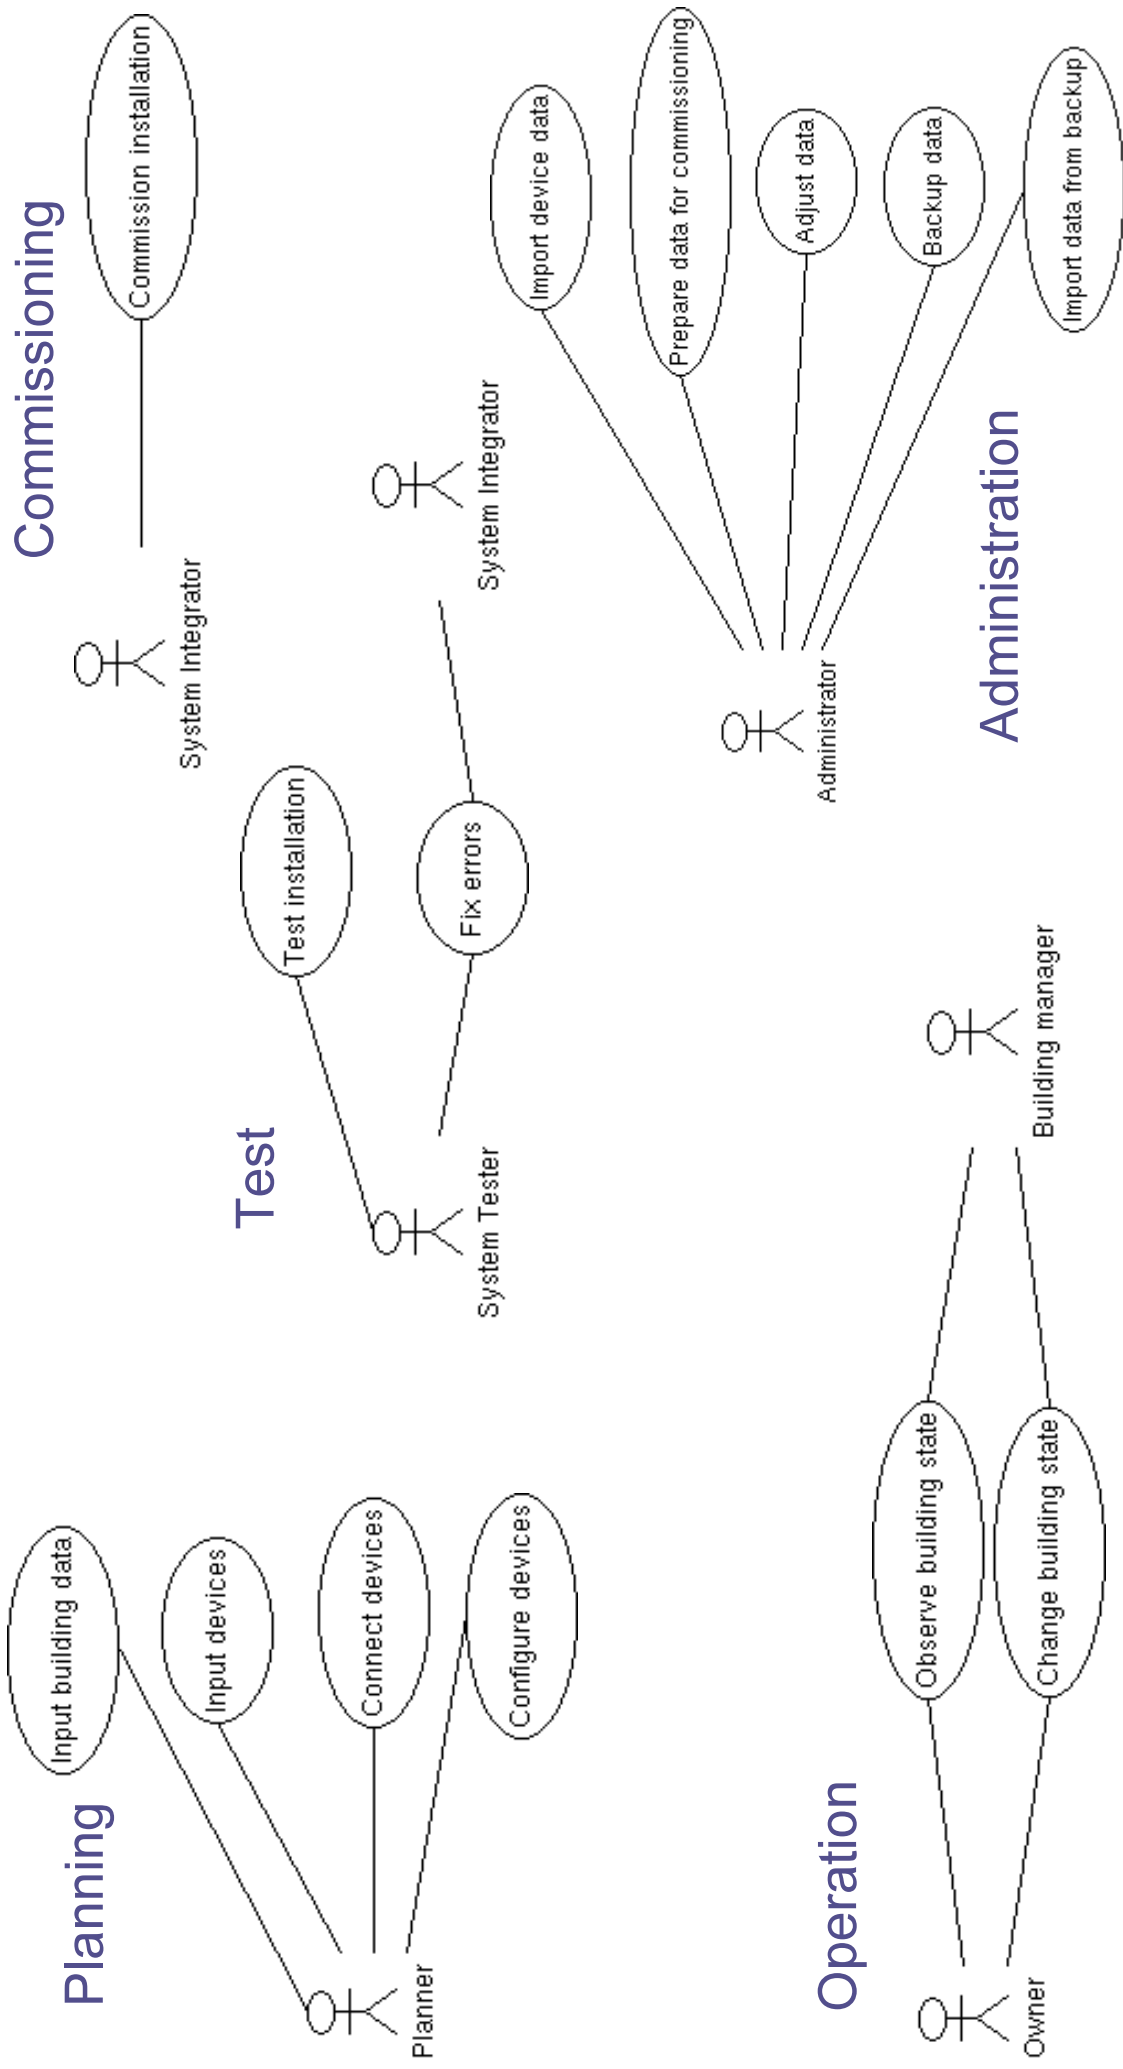 Planning
Input building data
Input devices
Connect devices
Configure devices
Planner
Test
Test installation
Fix errors
System Tester
System Integrator
Commissioning
Commission installation
System Integrator
Operation
Observe building state
Change building state
Owner
Building manager
Administration
Import device data
Prepare data for commissioning
Adjust data
Backup data
Import data from backup
Administrator